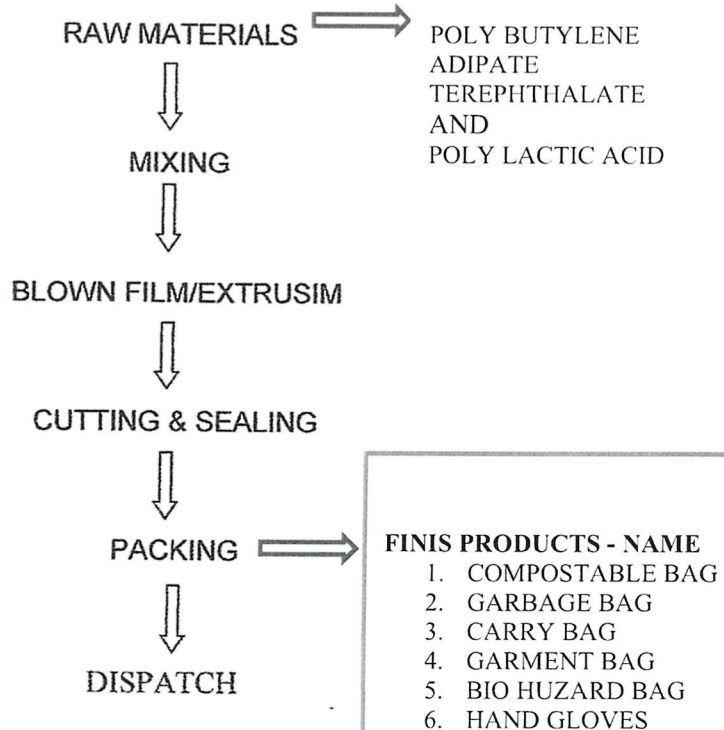 RAW MATERIALS
POLY BUTYLENE
ADIPATE
TEREPHTHALATE
AND
POLY LACTIC ACID
MIXING
BLOWN FILM/EXTRUSIM
CUTTING & SEALING
PACKING
FINIS PRODUCTS - NAME
1. COMPOSTABLE BAG
2. GARBAGE BAG
3. CARRY BAG
4. GARMENT BAG
5. BIO HUZARD BAG
6. HAND GLOVES
DISPATCH